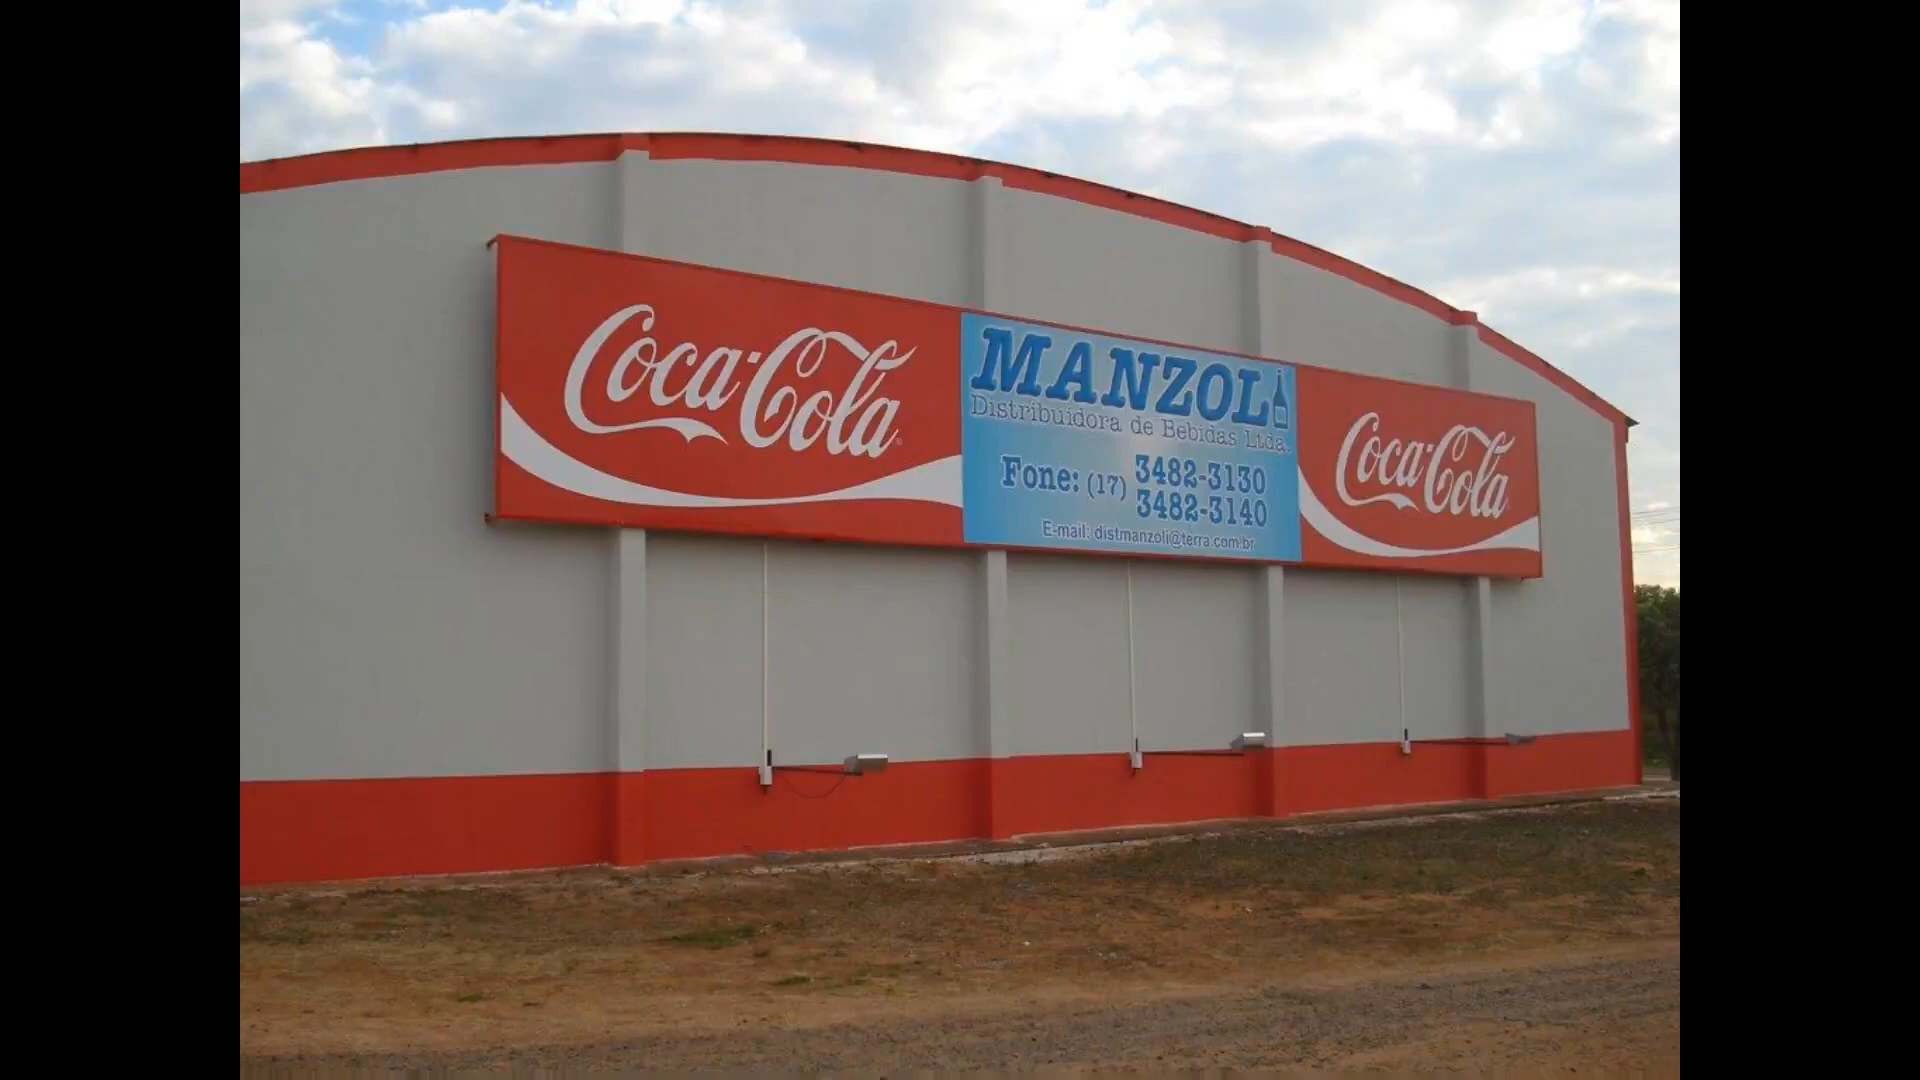 Coca-Cola
MANZOLI
Distribuidora de Bebidas Ltda.
Fone: (17) 3482-3130
3482-3140
E-mail: distmanzoli@terra.com.br
Coca-Cola